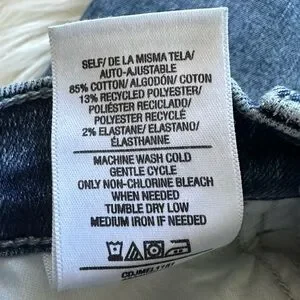 SELF/ DE LA MISMA TELA/
AUTO-AJUSTABLE
85% COTTON/ ALGODÓN/ COTON
13% RECYCLED POLYESTER/
POLIÉSTER RECICLADO/
POLYESTER RECYCLÉ
2% ELASTANE/ ELASTANO/
ÉLASTHANNE
MACHINE WASH COLD
GENTLE CYCLE
ONLY NON-CHLORINE BLEACH
WHEN NEEDED
TUMBLE DRY LOW
MEDIUM IRON IF NEEDED